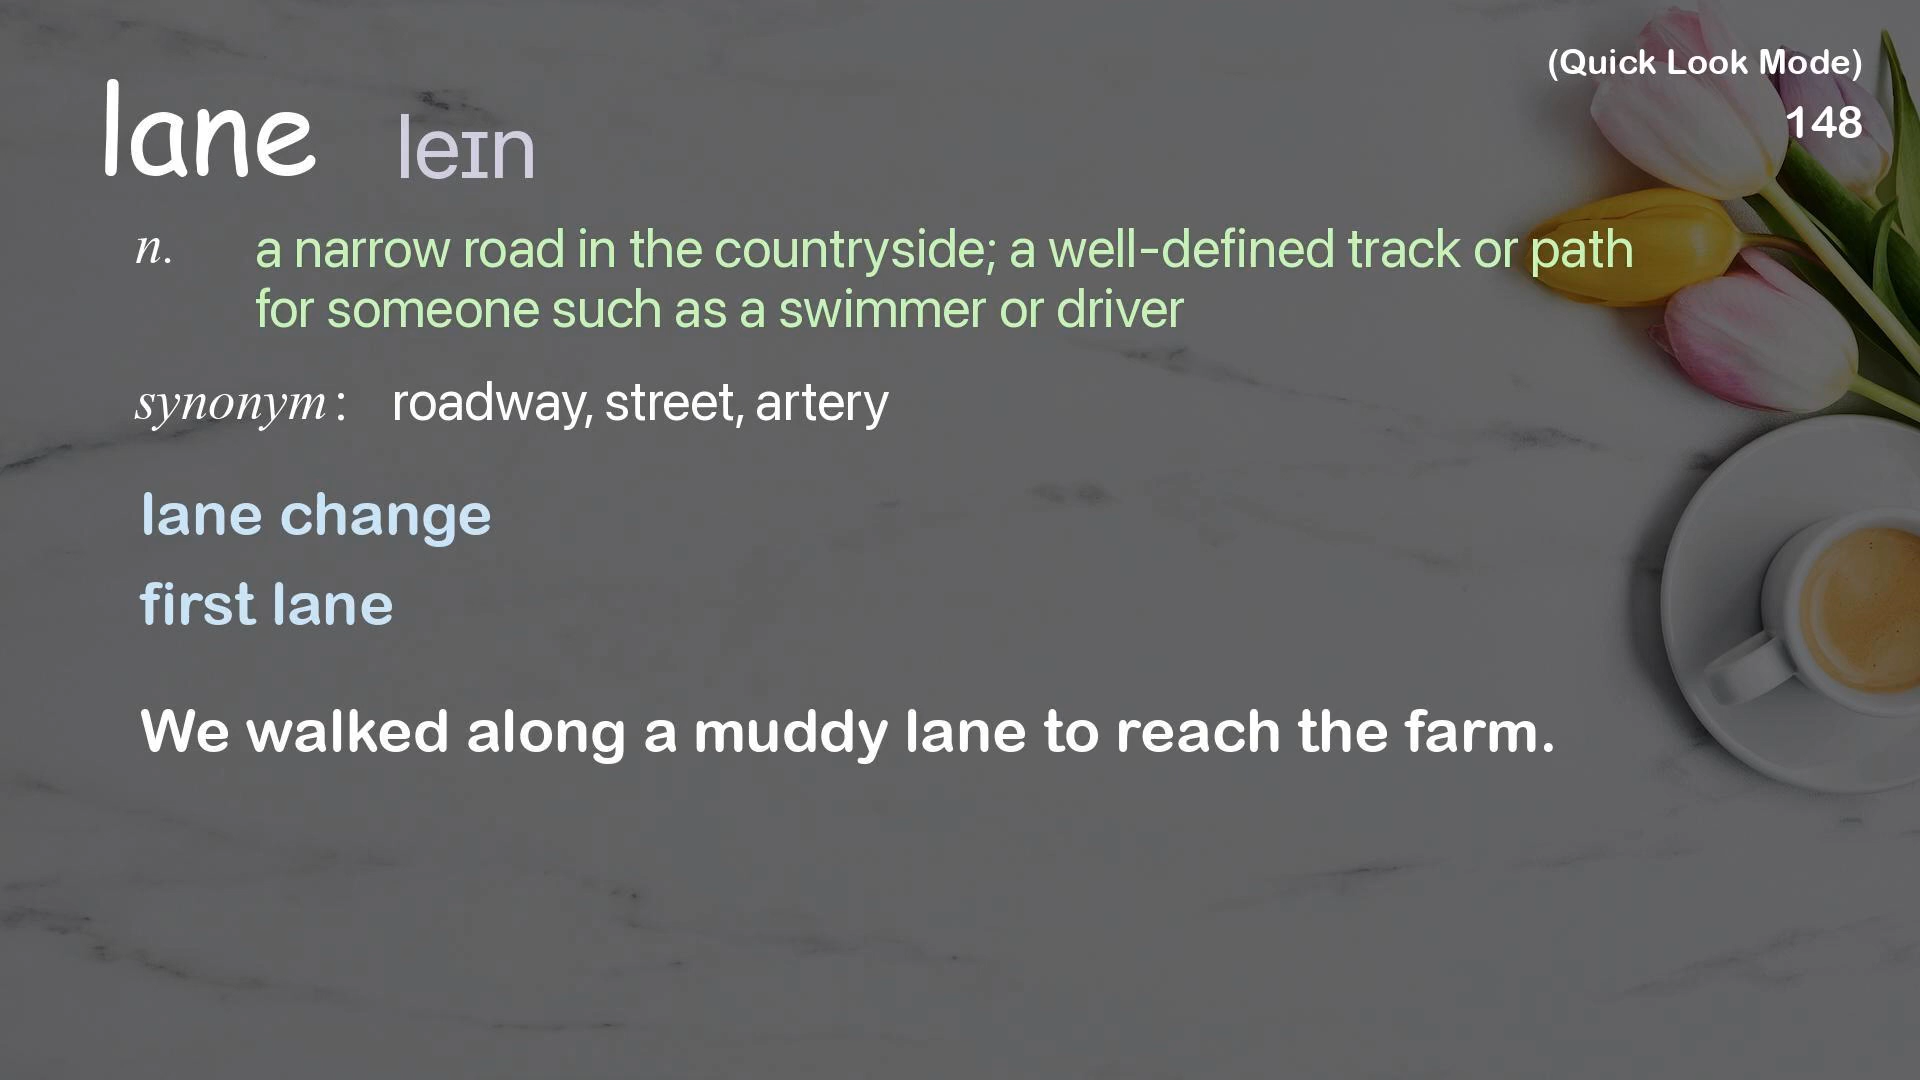 (Quick Look Mode)
148
lane leɪn
n. a narrow road in the countryside; a well-defined track or path
for someone such as a swimmer or driver
synonym: roadway, street, artery
lane change
first lane
We walked along a muddy lane to reach the farm.